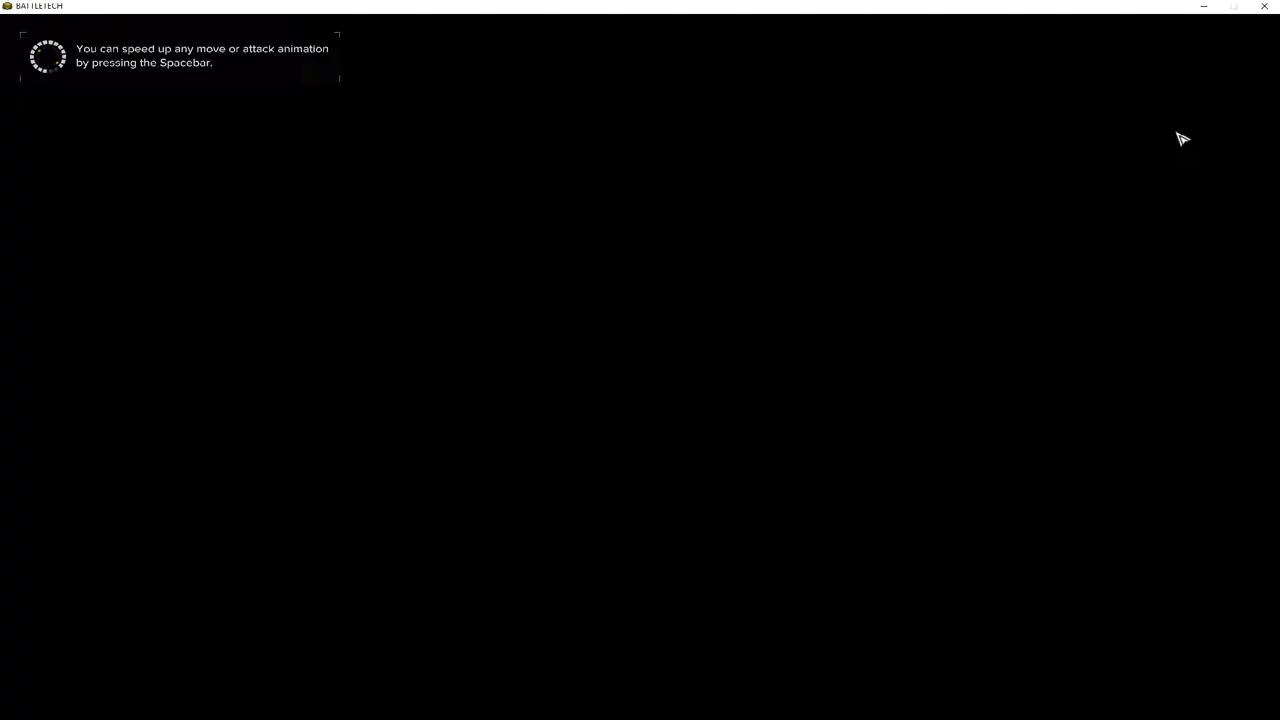 BATTLETECH
You can speed up any move or attack animation
by pressing the Spacebar.